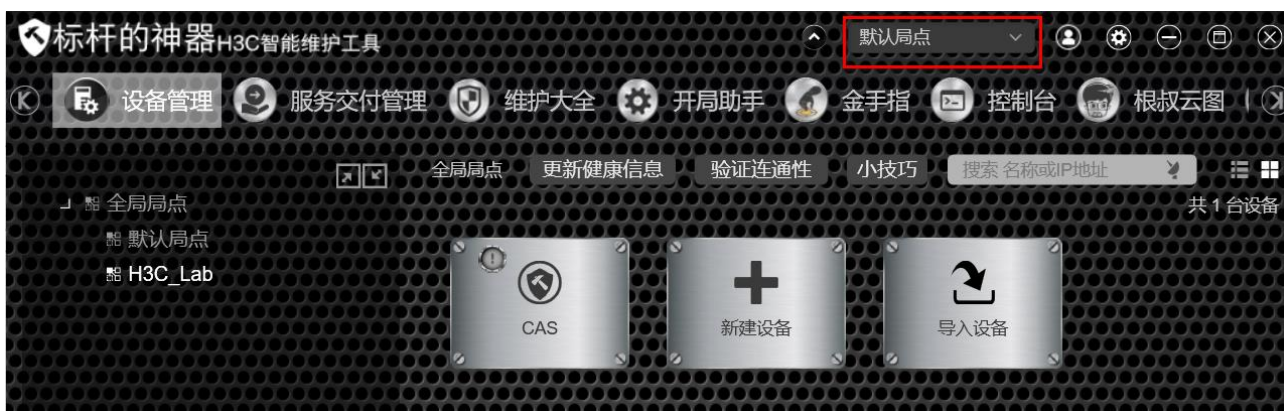 标杆的神器H3C智能维护工具 默认局点
设备管理 服务交付管理 维护大全 开局助手 金手指 控制台 根叔云图
全局局点 更新健康信息 验证连通性 小技巧 搜索 名称或IP地址
共 1 台设备
全局局点
默认局点
H3C_Lab
CAS 新建设备 导入设备